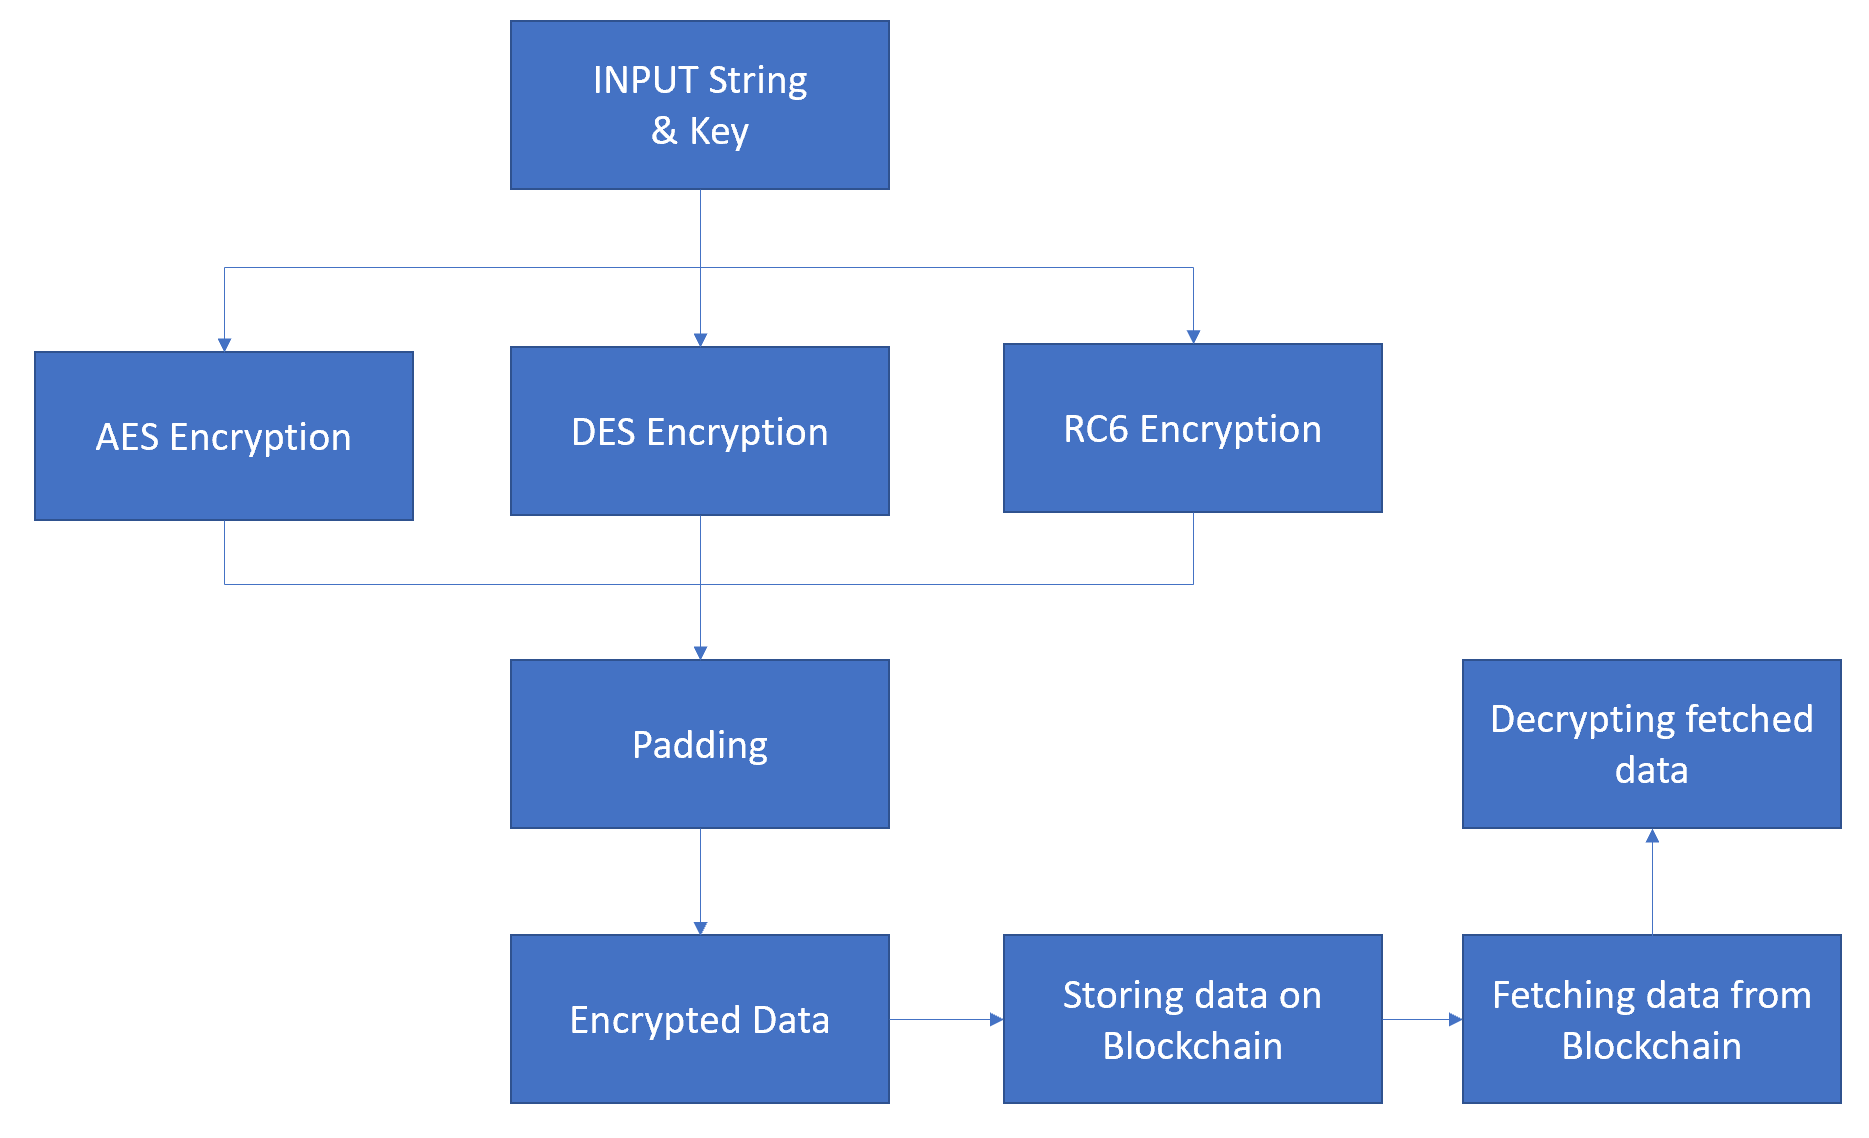 INPUT String
& Key
AES Encryption
DES Encryption
RC6 Encryption
Padding
Decrypting fetched
data
Encrypted Data
Storing data on
Blockchain
Fetching data from
Blockchain